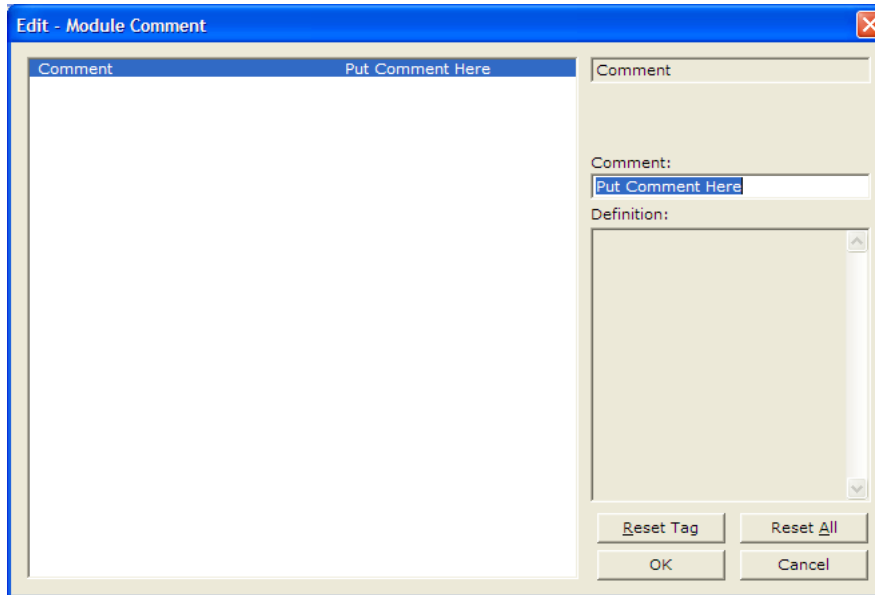 Edit - Module Comment
Comment Put Comment Here
Comment
Comment:
Put Comment Here
Definition:
Reset Tag Reset All
OK Cancel